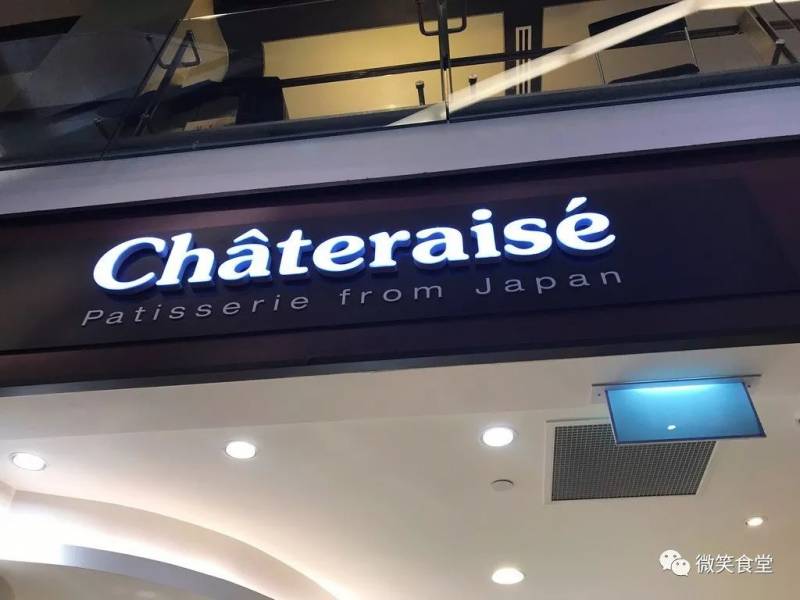 Châteraisé
Patisserie from Japan
微笑食堂